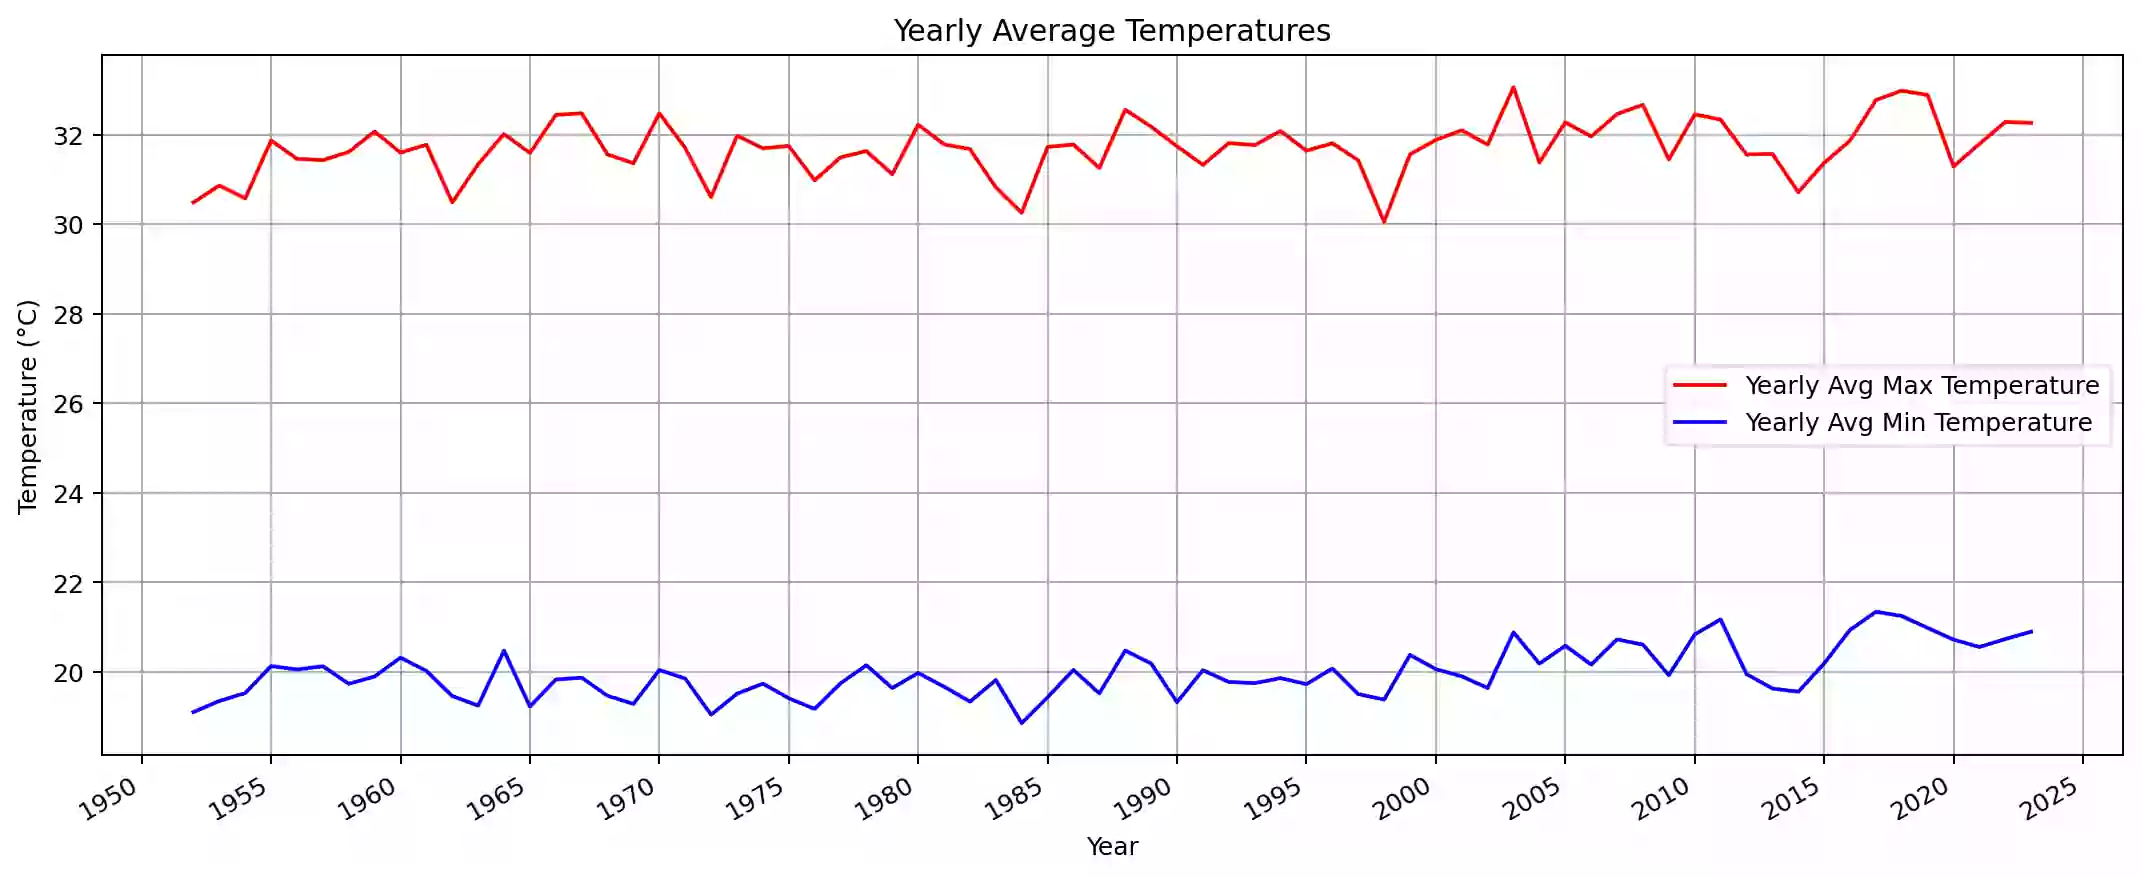 Yearly Average Temperatures
32
30
28
26
24
22
20
Temperature (°C)
Yearly Avg Max Temperature
Yearly Avg Min Temperature
1950 1955 1960 1965 1970 1975 1980 1985 1990 1995 2000 2005 2010 2015 2020 2025
Year